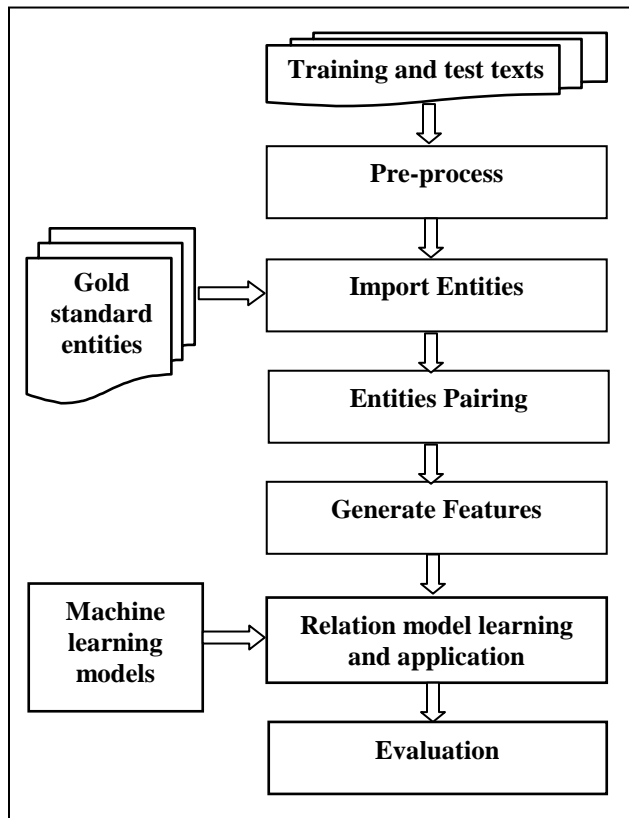 Training and test texts
Pre-process
Gold
standard
entities
Import Entities
Entities Pairing
Generate Features
Machine
learning
models
Relation model learning
and application
Evaluation